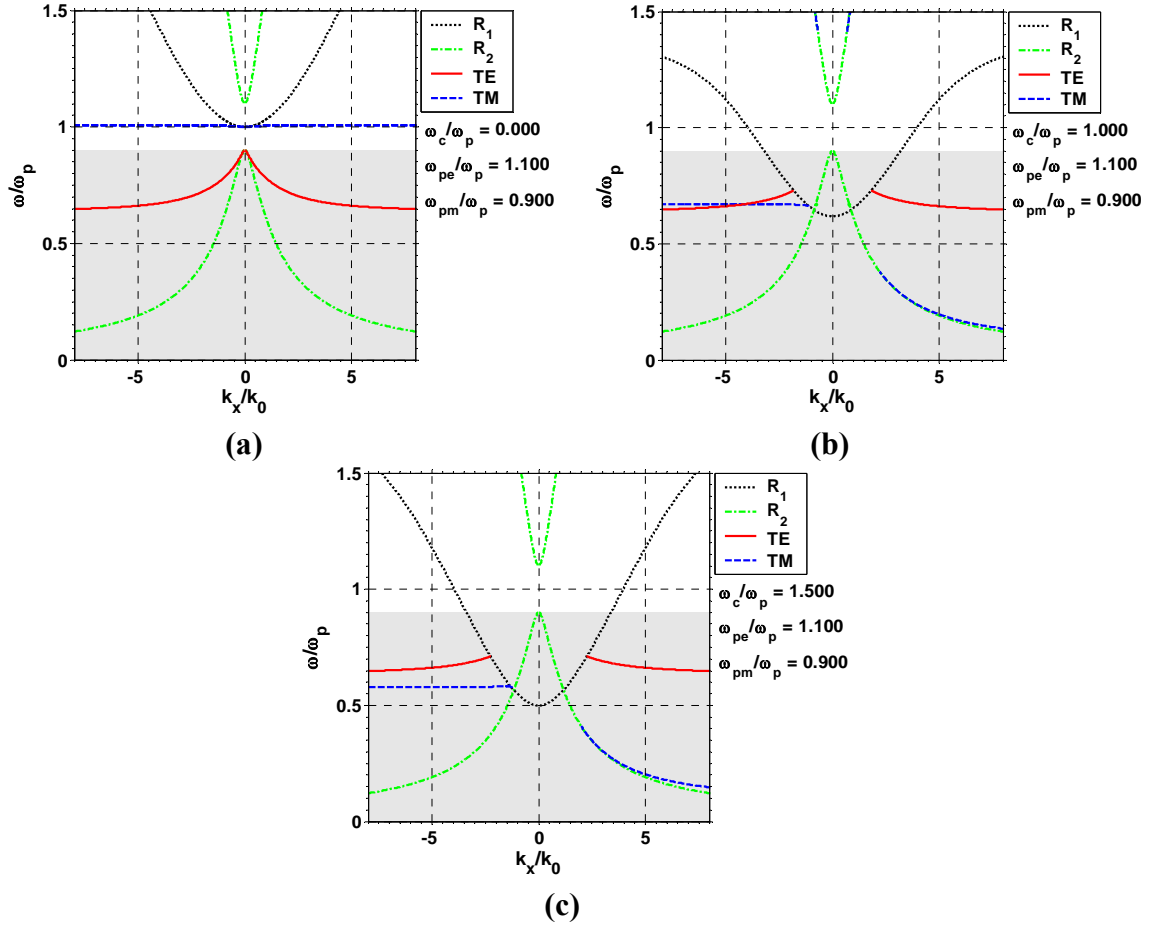 1.5
1
0.5
0
-5
0
5
ω/ω_p
k_x/k_0
R_1
R_2
TE
TM
ω_c/ω_p = 0.000
ω_pe/ω_p = 1.100
ω_pm/ω_p = 0.900
(a)
1.5
1
0.5
0
-5
0
5
ω/ω_p
k_x/k_0
R_1
R_2
TE
TM
ω_c/ω_p = 1.000
ω_pe/ω_p = 1.100
ω_pm/ω_p = 0.900
(b)
1.5
1
0.5
0
-5
0
5
ω/ω_p
k_x/k_0
R_1
R_2
TE
TM
ω_c/ω_p = 1.500
ω_pe/ω_p = 1.100
ω_pm/ω_p = 0.900
(c)